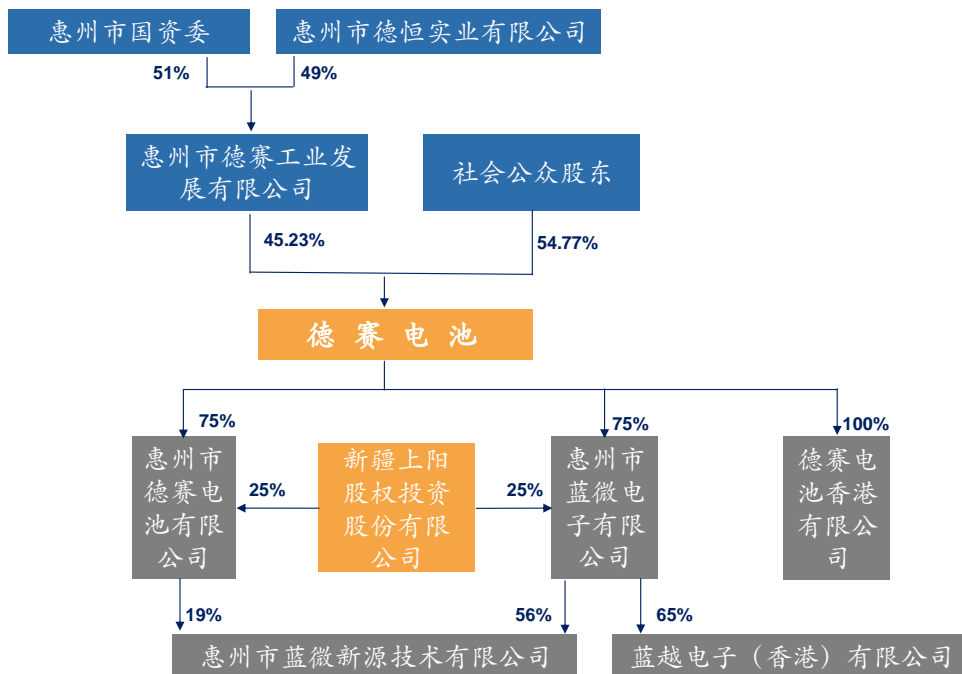 惠州市国资委
惠州市德恒实业有限公司
51%
49%
惠州市德赛工业发
展有限公司
社会公众股东
45.23%
54.77%
德赛电池
75%
75%
100%
惠州市
德赛电
池有限
公司
25%
新疆上阳
股权投资
股份有限
公司
25%
惠州市
蓝微电
子有限
公司
德赛电
池香港
有限公
司
19%
56%
65%
惠州市蓝微新源技术有限公司
蓝越电子（香港）有限公司